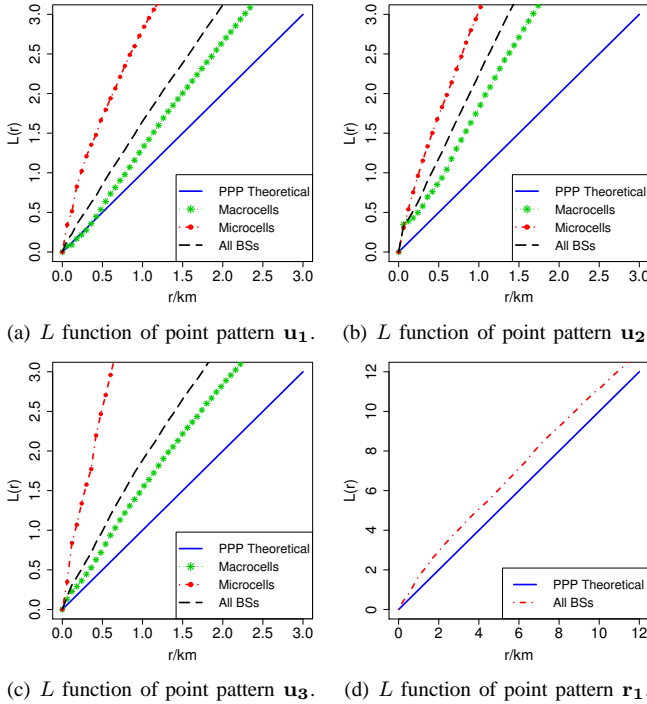 3.0
2.5
2.0
1.5
1.0
0.5
0.0
L(r)
PPP Theoretical
Macrocells
Microcells
All BSs
0.0 0.5 1.0 1.5 2.0 2.5 3.0
r/km
(a) L function of point pattern u1.
3.0
2.5
2.0
1.5
1.0
0.5
0.0
L(r)
PPP Theoretical
Macrocells
Microcells
All BSs
0.0 0.5 1.0 1.5 2.0 2.5 3.0
r/km
(b) L function of point pattern u2.
3.0
2.5
2.0
1.5
1.0
0.5
0.0
L(r)
PPP Theoretical
Macrocells
Microcells
All BSs
0.0 0.5 1.0 1.5 2.0 2.5 3.0
r/km
(c) L function of point pattern u3.
12
10
8
6
4
2
0
L(r)
PPP Theoretical
All BSs
0 2 4 6 8 10 12
r/km
(d) L function of point pattern r1.